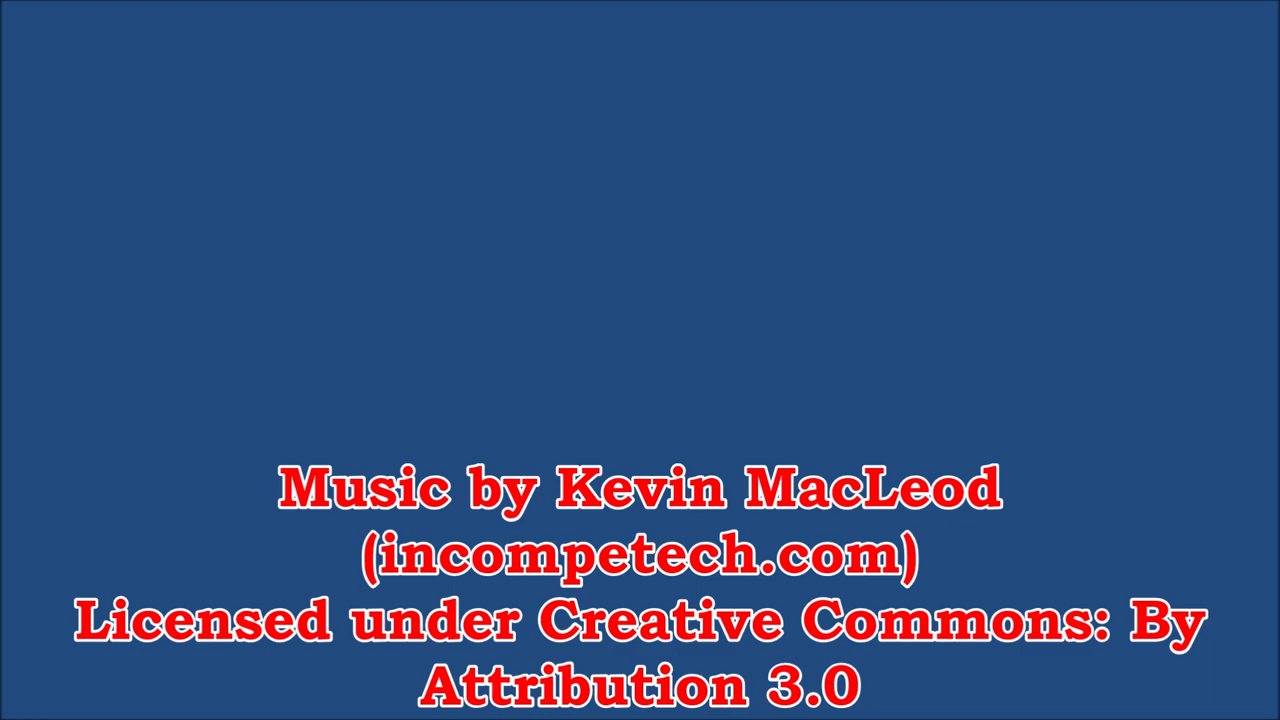 Music by Kevin MacLeod
(incompetech.com)
Licensed under Creative Commons: By
Attribution 3.0